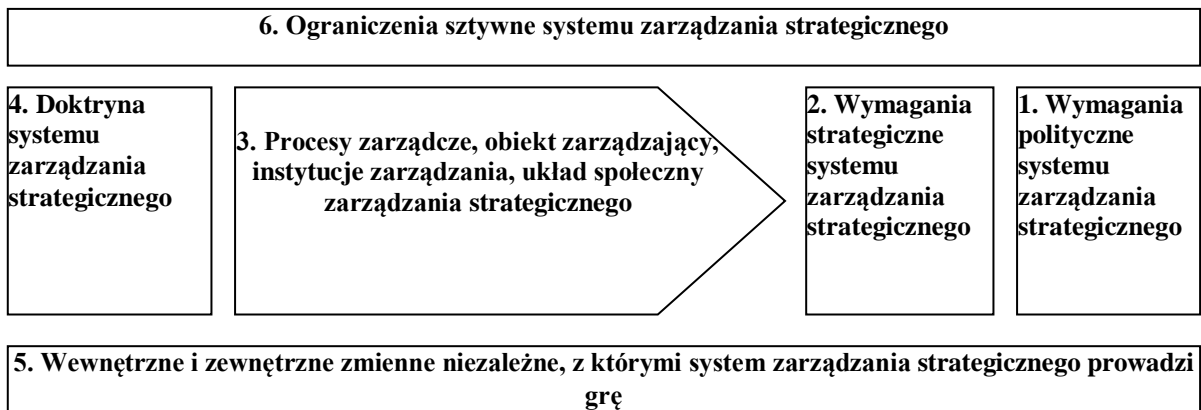 6. Ograniczenia sztywne systemu zarządzania strategicznego
4. Doktryna
systemu
zarządzania
strategicznego
3. Procesy zarządcze, obiekt zarządzający,
instytucje zarządzania, układ społeczny
zarządzania strategicznego
2. Wymagania
strategiczne
systemu
zarządzania
strategicznego
1. Wymagania
polityczne
systemu
zarządzania
strategicznego
5. Wewnętrzne i zewnętrzne zmienne niezależne, z którymi system zarządzania strategicznego prowadzi
grę